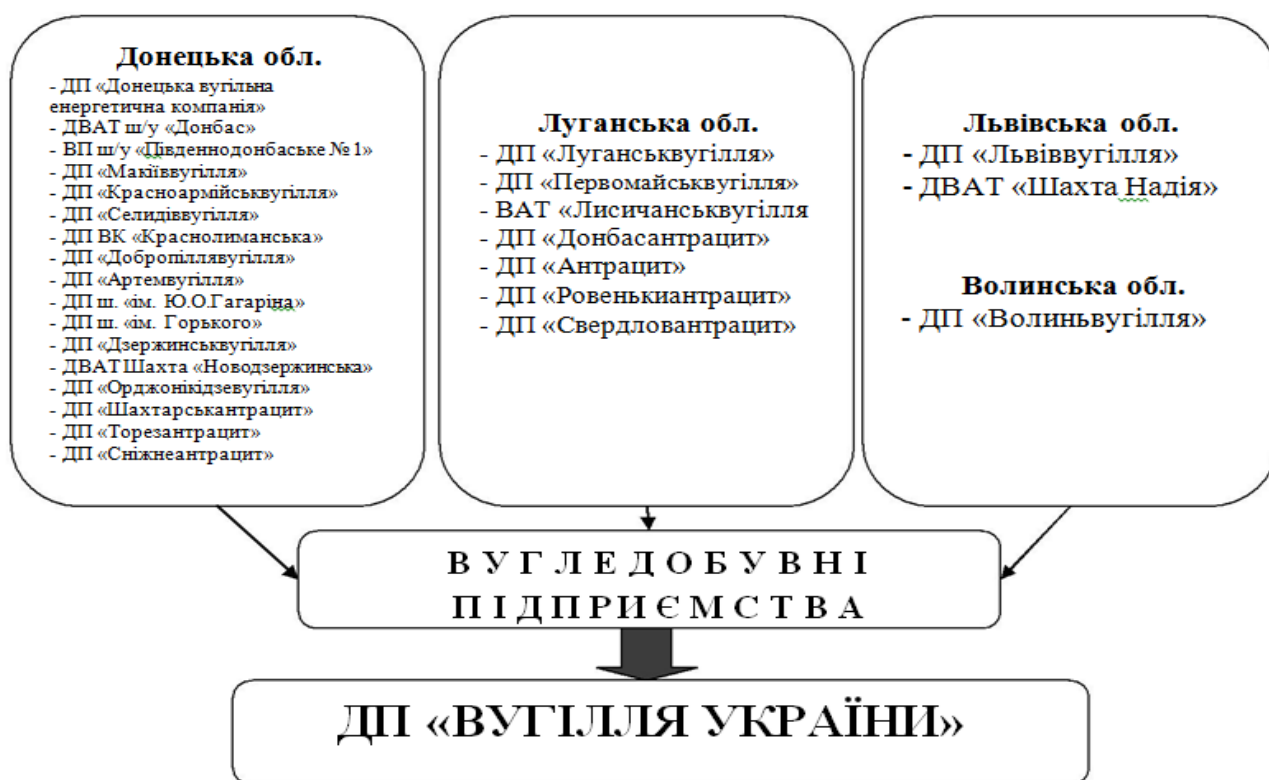 Донецька обл.
- ДП «Донецька вугільна
енергетична компанія»
- ДВАТ ш/у «Донбас»
- ВП ш/у «Південнодонбаське №1»
- ДП «Макіїввугілля»
- ДП «Красноармійськвугілля»
- ДП «Селидіввугілля»
- ДП ВК «Краснолиманська»
- ДП «Добропіллявугілля»
- ДП «Артемвугілля»
- ДП ш. «ім. Ю.О.Гагаріна»
- ДП ш. «ім. Горького»
- ДП «Дзержинськвугілля»
- ДВАТ Шахта «Новодзержинська»
- ДП «Орджонікідзевугілля»
- ДП «Шахтарськантрацит»
- ДП «Торезантрацит»
- ДП «Сніжнеантрацит»
Луганська обл.
- ДП «Луганськвугілля»
- ДП «Первомайськвугілля»
- ВАТ «Лисичанськвугілля
- ДП «Донбасантрацит»
- ДП «Антрацит»
- ДП «Ровенькиантрацит»
- ДП «Свердловантрацит»
Львівська обл.
- ДП «Львіввугілля»
- ДВАТ «Шахта Надія»
Волинська обл.
- ДП «Волиньвугілля»
В У Г Л Е Д О Б У В Н І
П І Д П Р И Є М С Т В А
ДП «ВУГІЛЛЯ УКРАЇНИ»